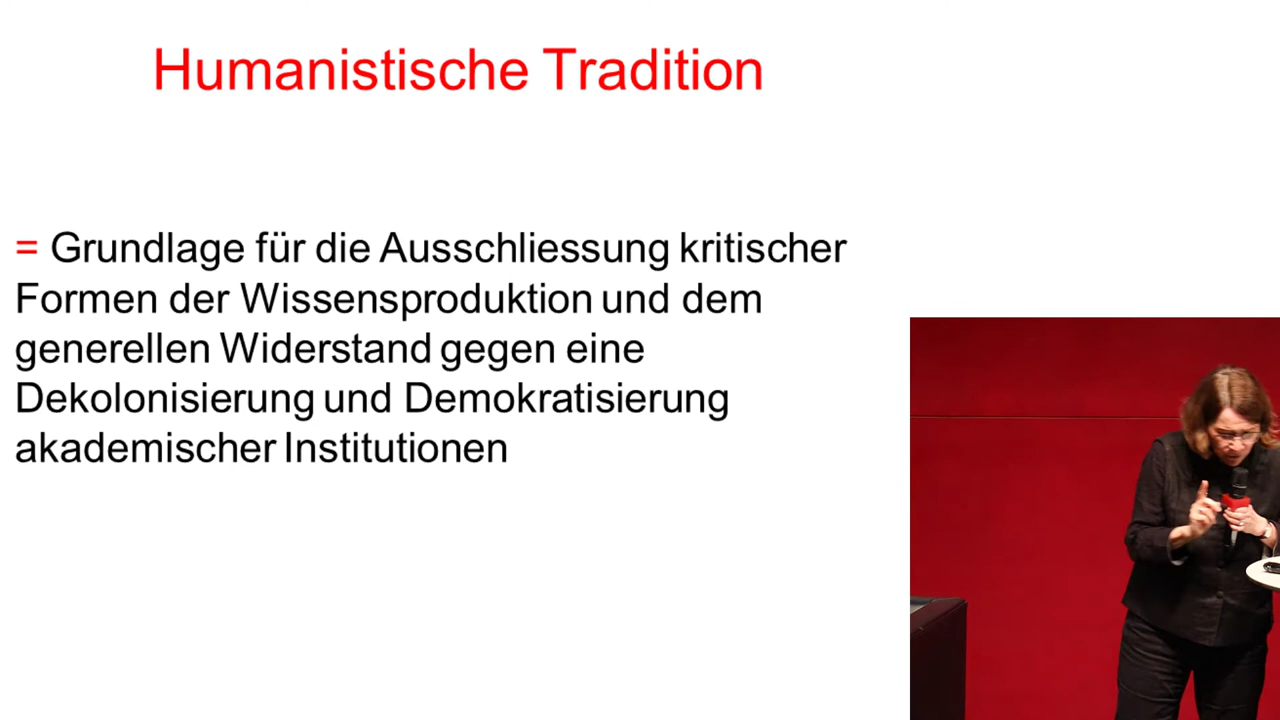 Humanistische Tradition
= Grundlage für die Ausschliessung kritischer
Formen der Wissensproduktion und dem
generellen Widerstand gegen eine
Dekolonisierung und Demokratisierung
akademischer Institutionen